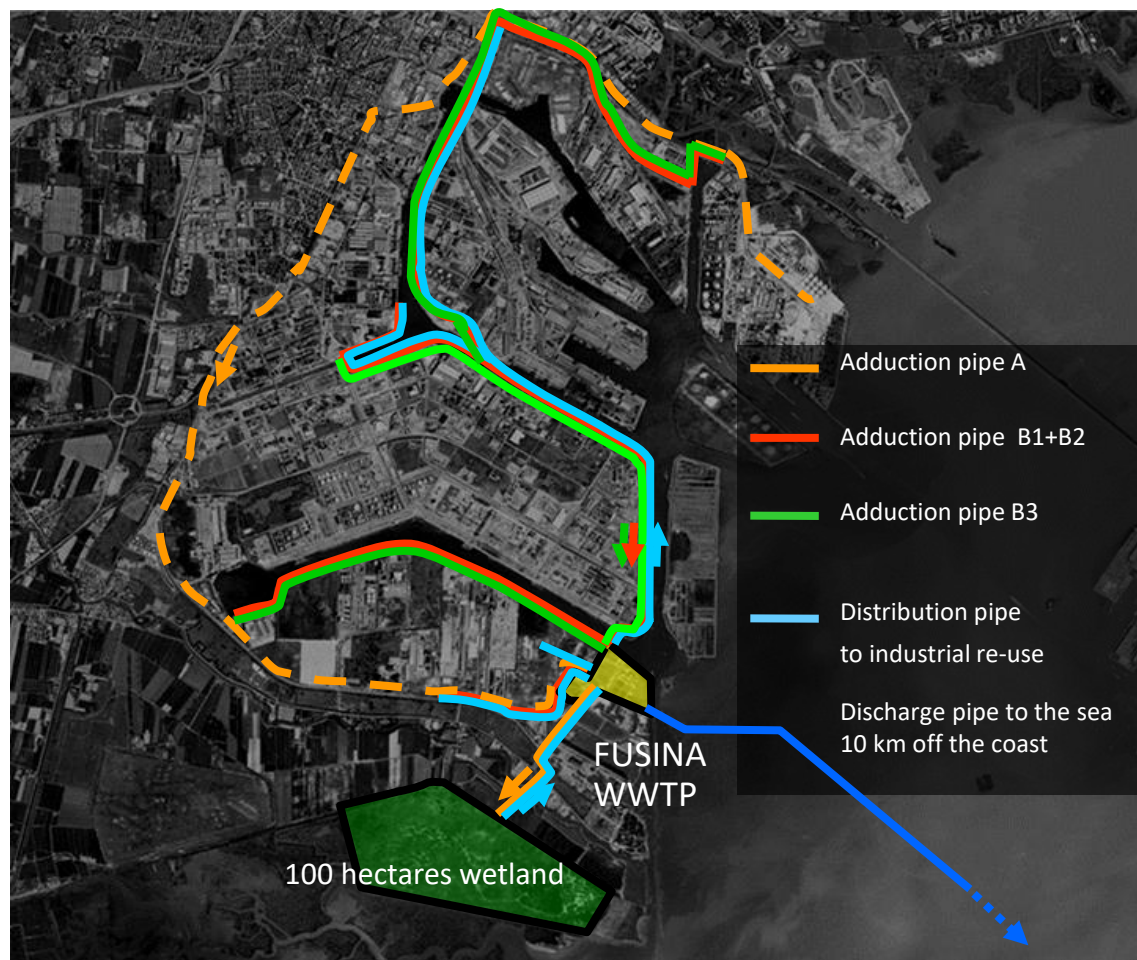 Adduction pipe A
Adduction pipe B1+B2
Adduction pipe B3
Distribution pipe
to industrial re-use
Discharge pipe to the sea
10 km off the coast
FUSINA
WWTP
100 hectares wetland